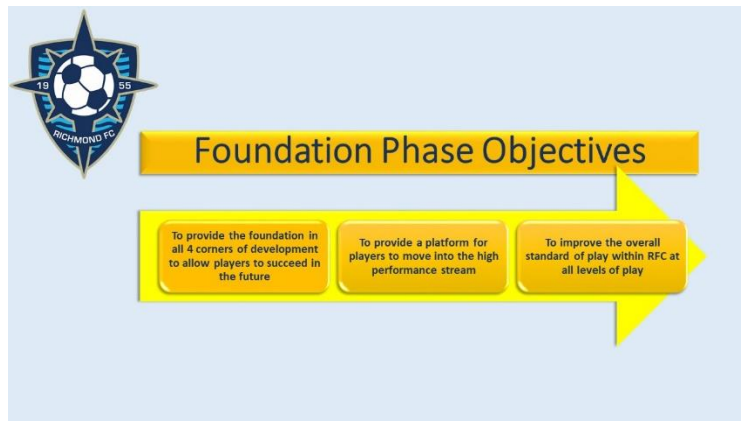 19 55
RICHMOND FC
Foundation Phase Objectives
To provide the foundation in
all 4 corners of development
to allow players to succeed in
the future
To provide a platform for
players to move into the high
performance stream
To improve the overall
standard of play within RFC at
all levels of play